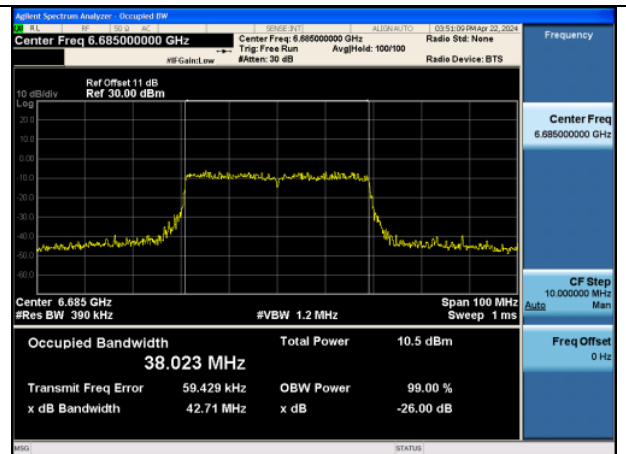 Agilent Spectrum Analyzer - Occupied BW
RL RF 50 Ω AC SENSE:INT ALIGNAUTO 03:51:09 PM Apr 22, 2024
Center Freq 6.685000000 GHz
Center Freq: 6.685000000 GHz
Radio Std: None
Trig: Free Run Avg|Hold: 100/100
#IFGain:Low #Atten: 30 dB Radio Device: BTS
Frequency
Ref Offset 11 dB
10 dB/div Ref 30.00 dBm
Log
20.0
10.0
0.00
-10.0
-20.0
-30.0
-40.0
-50.0
-60.0
Center Freq
6.685000000 GHz
CF Step
10.000000 MHz
Auto Man
Freq Offset
0 Hz
Center 6.685 GHz Span 100 MHz
#Res BW 390 kHz #VBW 1.2 MHz Sweep 1 ms
Occupied Bandwidth Total Power 10.5 dBm
38.023 MHz
Transmit Freq Error 59.429 kHz OBW Power 99.00 %
x dB Bandwidth 42.71 MHz x dB -26.00 dB
MSG STATUS